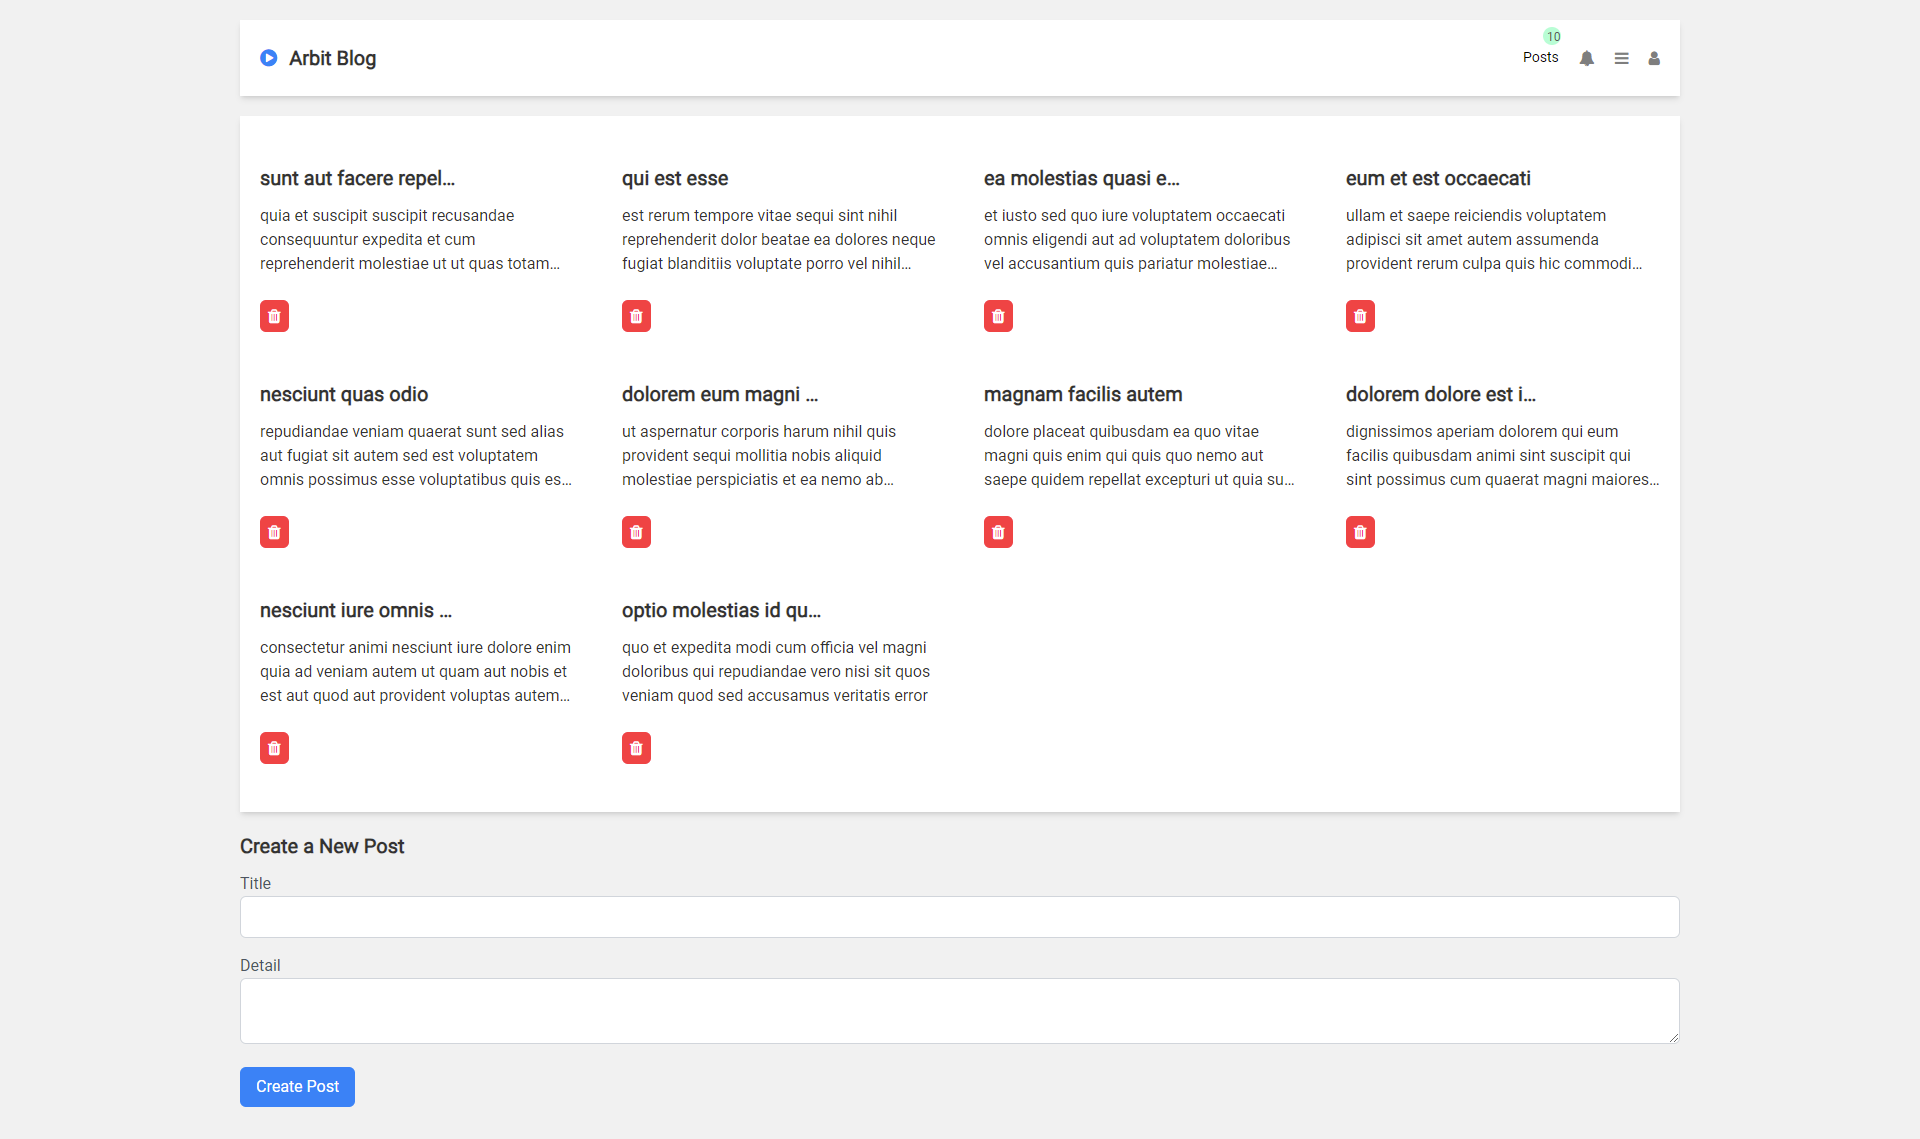 Arbit Blog
10
Posts
sunt aut facere repel...
quia et suscipit suscipit recusandae
consequuntur expedita et cum
reprehenderit molestiae ut ut quas totam...
qui est esse
est rerum tempore vitae sequi sint nihil
reprehenderit dolor beatae ea dolores neque
fugiat blanditiis voluptate porro vel nihil...
ea molestias quasi e...
et iusto sed quo iure voluptatem occaecati
omnis eligendi aut ad voluptatem doloribus
vel accusantium quis pariatur molestiae...
eum et est occaecati
ullam et saepe reiciendis voluptatem
adipisci sit amet autem assumenda
provident rerum culpa quis hic commodi...
nesciunt quas odio
repudiandae veniam quaerat sunt sed alias
aut fugiat sit autem sed est voluptatem
omnis possimus esse voluptatibus quis es...
dolorem eum magni ...
ut aspernatur corporis harum nihil quis
provident sequi mollitia nobis aliquid
molestiae perspiciatis et ea nemo ab...
magnam facilis autem
dolore placeat quibusdam ea quo vitae
magni quis enim qui quis quo nemo aut
saepe quidem repellat excepturi ut quia su...
dolorem dolore est i...
dignissimos aperiam dolorem qui eum
facilis quibusdam animi sint suscipit qui
sint possimus cum quaerat magni maiores...
nesciunt iure omnis ...
consectetur animi nesciunt iure dolore enim
quia ad veniam autem ut quam aut nobis et
est aut quod aut provident voluptas autem...
optio molestias id qu...
quo et expedita modi cum officia vel magni
doloribus qui repudiandae vero nisi sit quos
veniam quod sed accusamus veritatis error
Create a New Post
Title
Detail
Create Post